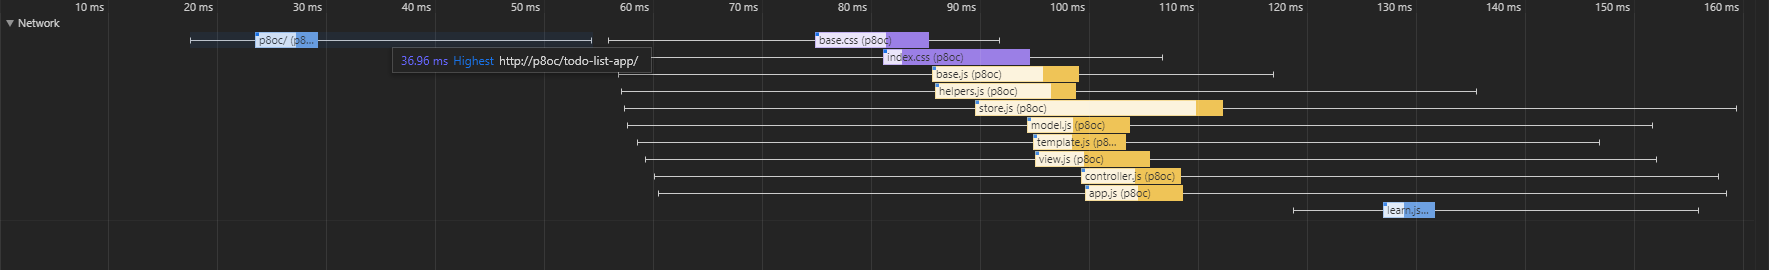 10 ms 20 ms 30 ms 40 ms 50 ms 60 ms 70 ms 80 ms 90 ms 100 ms 110 ms 120 ms 130 ms 140 ms 150 ms 160 ms
Network
p8oc/ (p8... base.css (p8oc)
36.96 ms Highest http://p8oc/todo-list-app/ index.css (p8oc)
base.js (p8oc)
helpers.js (p8oc)
store.js (p8oc)
model.js (p8oc)
template.js (p8...
view.js (p8oc)
controller.js (p8oc)
app.js (p8oc)
learn.js...